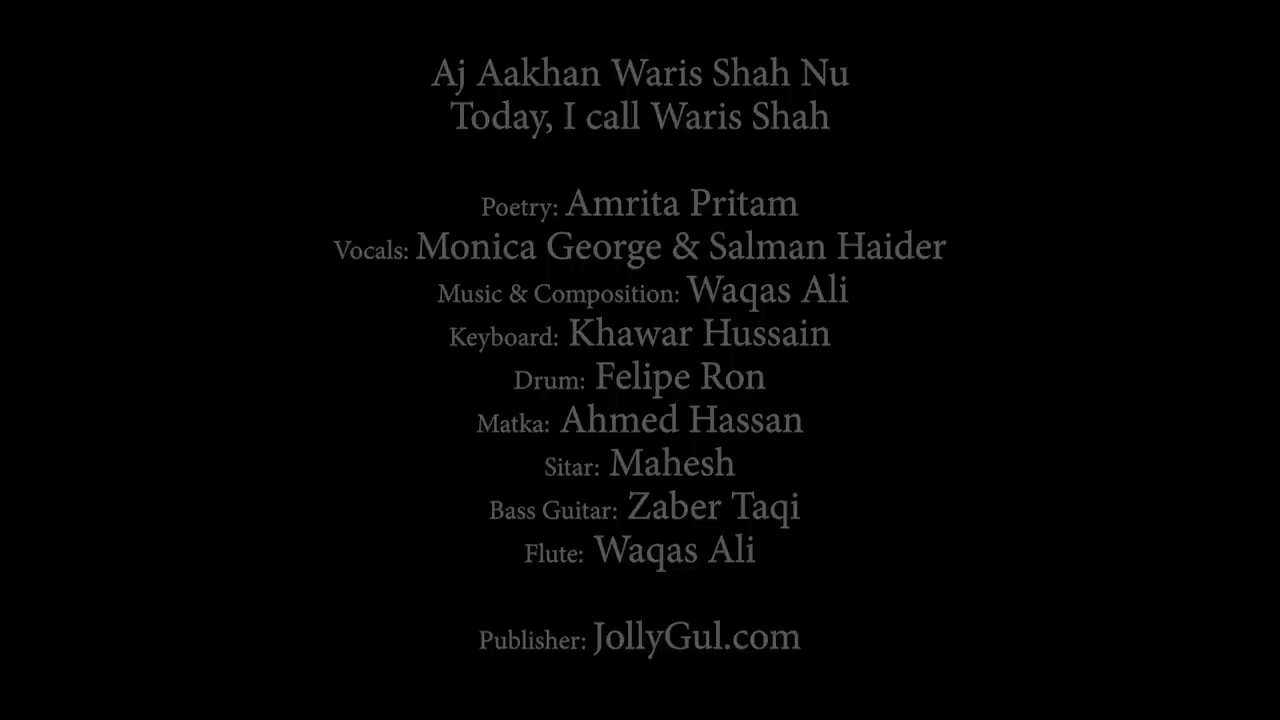 Aj Aakhan Waris Shah Nu
Today, I call Waris Shah
Poetry: Amrita Pritam
Vocals: Monica George & Salman Haider
Music & Composition: Waqas Ali
Keyboard: Khawar Hussain
Drum: Felipe Ron
Matka: Ahmed Hassan
Sitar: Mahesh
Bass Guitar: Zaber Taqi
Flute: Waqas Ali
Publisher: JollyGul.com